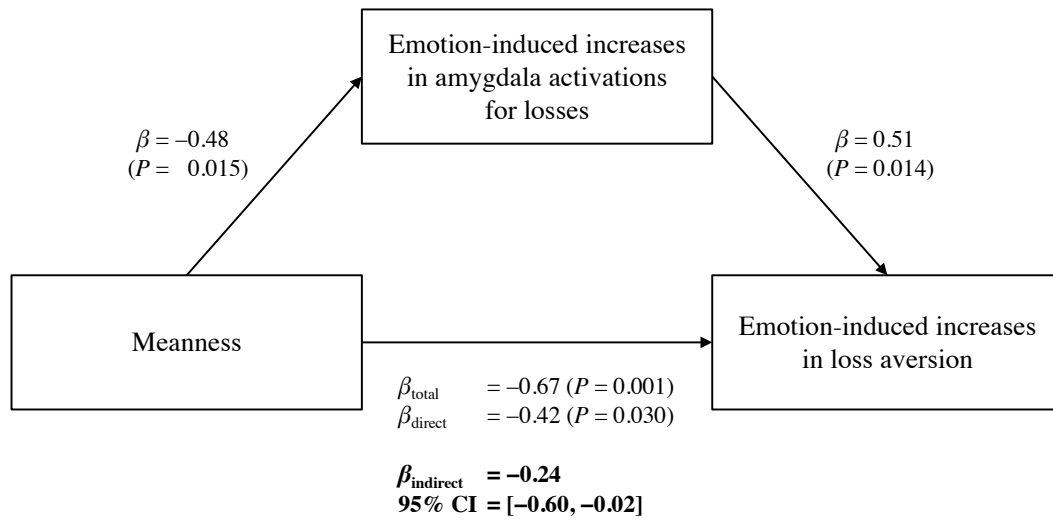 Emotion-induced increases
in amygdala activations
for losses
β = –0.48
(P = 0.015)
β = 0.51
(P = 0.014)
Meanness
Emotion-induced increases
in loss aversion
βtotal = –0.67 (P = 0.001)
βdirect = –0.42 (P = 0.030)
βindirect = –0.24
95% CI = [–0.60, –0.02]